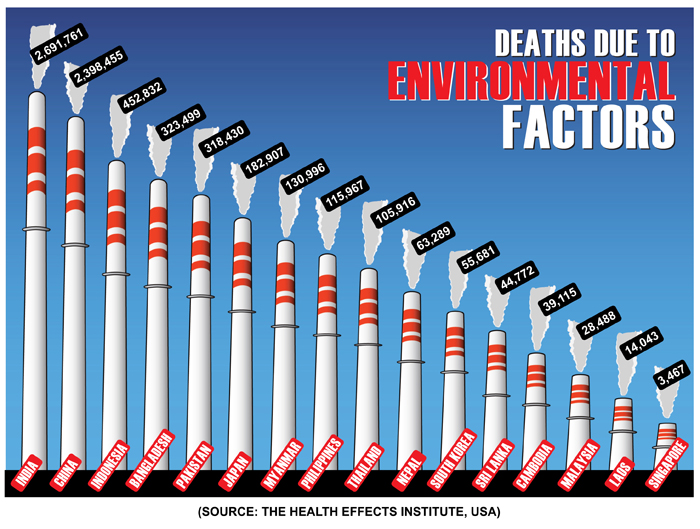 DEATHS DUE TO
ENVIRONMENTAL
FACTORS
2,691,761
2,398,455
452,832
323,499
318,430
182,907
130,996
115,967
105,916
63,289
55,681
44,772
39,115
28,488
14,043
3,467
INDIA
CHINA
INDONESIA
BANGLADESH
PAKISTAN
JAPAN
MYANMAR
PHILIPPINES
THAILAND
NEPAL
SOUTH KOREA
SRI LANKA
CAMBODIA
MALAYSIA
LAOS
SINGAPORE
(SOURCE: THE HEALTH EFFECTS INSTITUTE, USA)